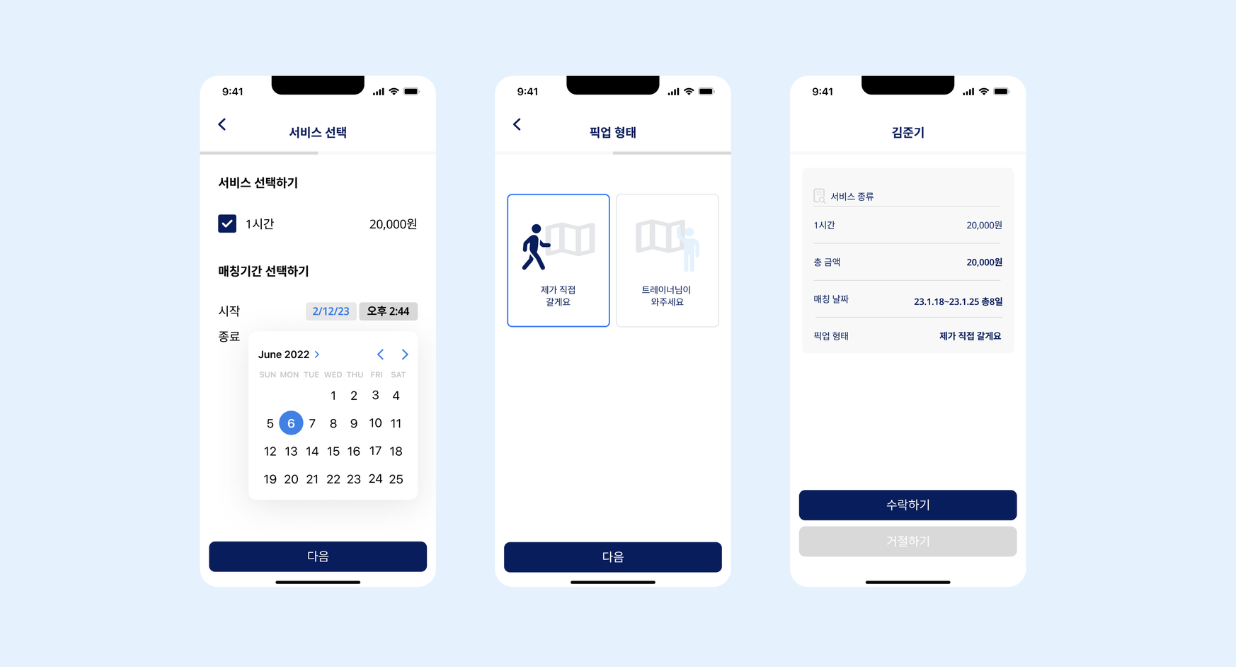 9:41
서비스 선택
서비스 선택하기
1시간 20,000원
매칭기간 선택하기
시작 2/12/23 오후 2:44
종료
June 2022
SUN MON TUE WED THU FRI SAT
1 2 3 4
5 6 7 8 9 10 11
12 13 14 15 16 17 18
19 20 21 22 23 24 25
다음
9:41
픽업 형태
제가 직접
갈게요
트레이너님이
와주세요
다음
9:41
김준기
서비스 종류
1시간 20,000원
총 금액 20,000원
매칭 날짜 23.1.18~23.1.25 총8일
픽업 형태 제가 직접 갈게요
수락하기
거절하기